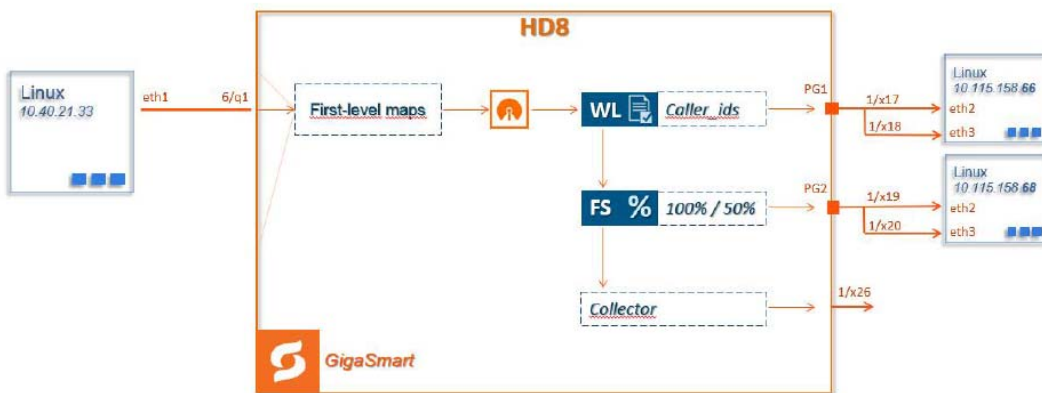 HD8
Linux
10.40.21.33
eth1
6/q1
First-level maps
WL
Caller_ids
PG1
1/x17
1/x18
Linux
10.115.158.66
eth2
eth3
FS %
100% / 50%
PG2
1/x19
1/x20
Linux
10.115.158.68
eth2
eth3
Collector
1/x26
GigaSmart